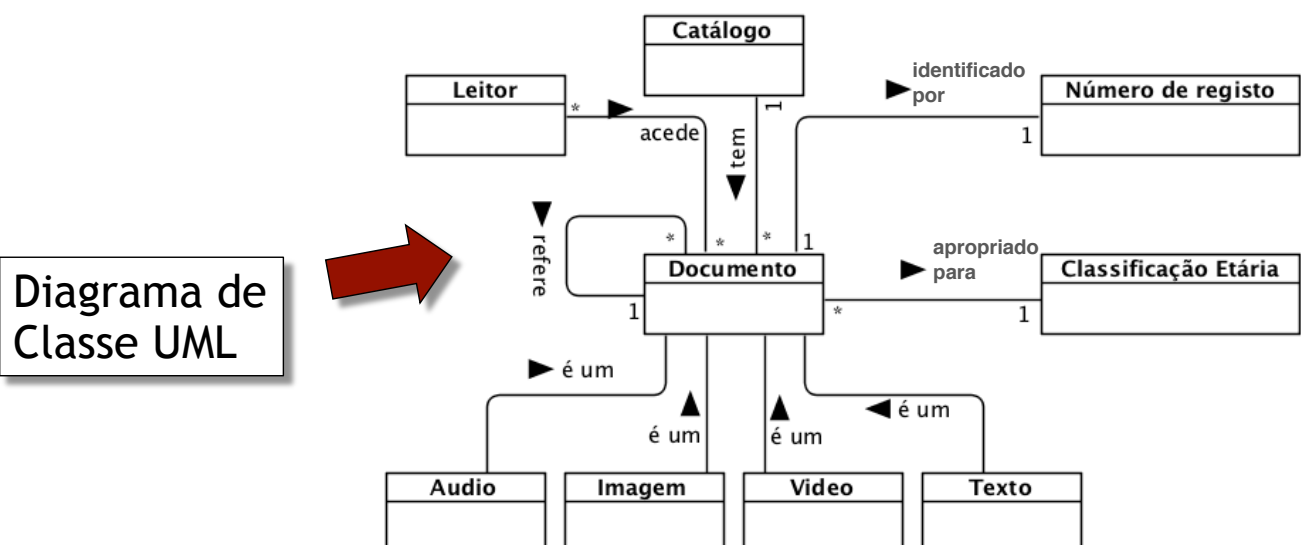 Catálogo
Leitor
identificado
por
Número de registo
*
acede
1
tem
1
refere
*
*
*
1
apropriado
para
Documento
Classificação Etária
Diagrama de
Classe UML
1
*
1
é um
é um
é um
é um
Audio
Imagem
Video
Texto